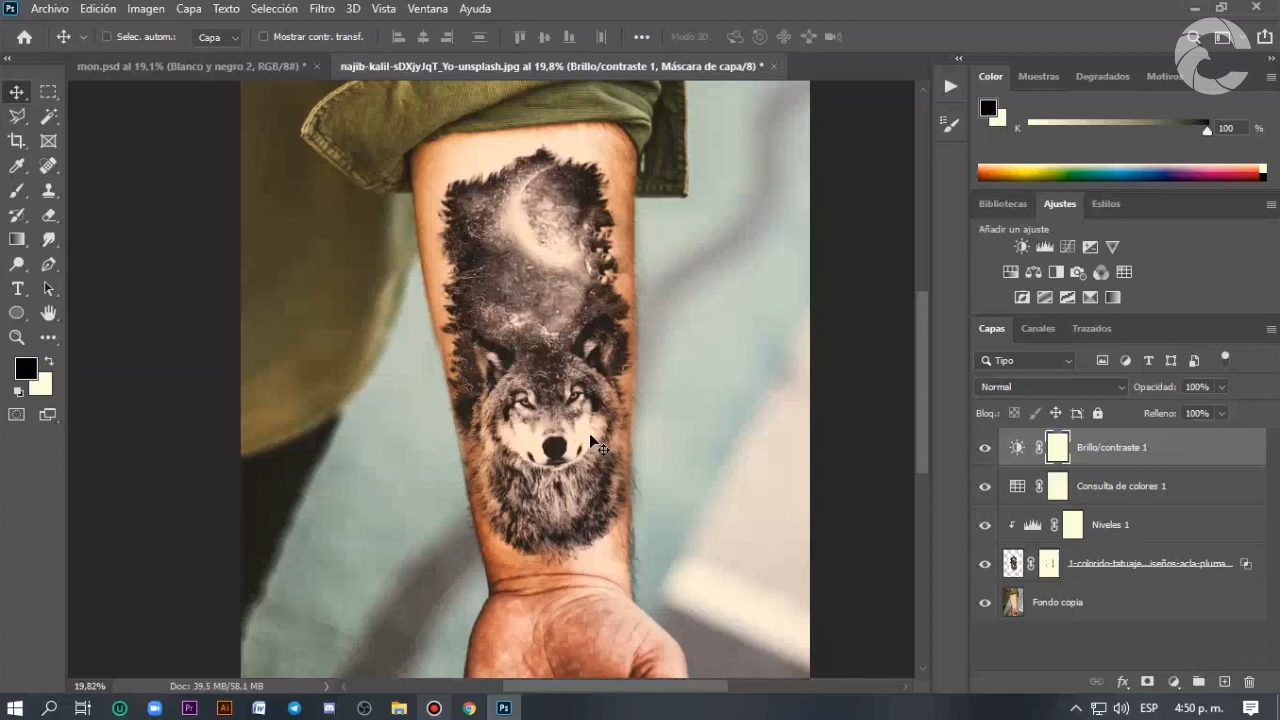 Ps Archivo Edición Imagen Capa Texto Selección Filtro 3D Vista Ventana Ayuda
Selec. autom.: Capa Mostrar contr. transf. Modo 3D:
mon.psd al 19,1% (Blanco y negro 2, RGB/8#) * ×
najib-kalil-sDXjyJqT_Yo-unsplash.jpg al 19,8% (Brillo/contraste 1, Máscara de capa/8) * ×
Color Muestras Degradados Motivos
K 100 %
Bibliotecas Ajustes Estilos
Añadir un ajuste
Capas Canales Trazados
Tipo
Normal Opacidad: 100%
Bloq.: Relleno: 100%
Brillo/contraste 1
Consulta de colores 1
Niveles 1
1-colorido-tatuaje...iseños-acla-pluma
Fondo copia
19,82% Doc: 39,5 MB/58,1 MB
ESP 4:50 p. m.